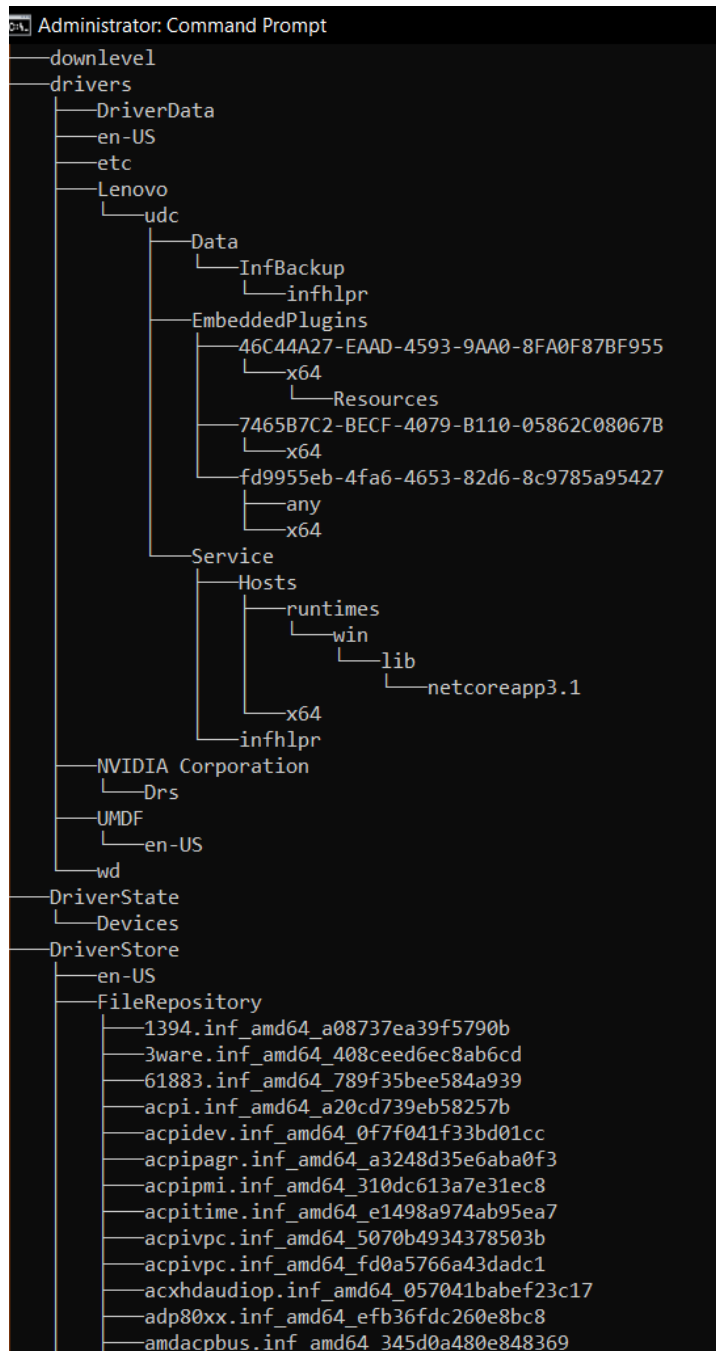 Administrator: Command Prompt
downlevel
drivers
DriverData
en-US
etc
Lenovo
udc
Data
InfBackup
infhlpr
EmbeddedPlugins
46C44A27-EAAD-4593-9AA0-8FA0F87BF955
x64
Resources
7465B7C2-BECF-4079-B110-05862C08067B
x64
fd9955eb-4fa6-4653-82d6-8c9785a95427
any
x64
Service
Hosts
runtimes
win
lib
netcoreapp3.1
x64
infhlpr
NVIDIA Corporation
Drs
UMDF
en-US
wd
DriverState
Devices
DriverStore
en-US
FileRepository
1394.inf_amd64_a08737ea39f5790b
3ware.inf_amd64_408ceed6ec8ab6cd
61883.inf_amd64_789f35bee584a939
acpi.inf_amd64_a20cd739eb58257b
acpidev.inf_amd64_0f7f041f33bd01cc
acpipagr.inf_amd64_a3248d35e6aba0f3
acpipmi.inf_amd64_310dc613a7e31ec8
acpitime.inf_amd64_e1498a974ab95ea7
acpivpc.inf_amd64_5070b4934378503b
acpivpc.inf_amd64_fd0a5766a43dadc1
acxhdaudiop.inf_amd64_057041babef23c17
adp80xx.inf_amd64_efb36fdc260e8bc8
amdacpbus.inf_amd64_345d0a480e848369